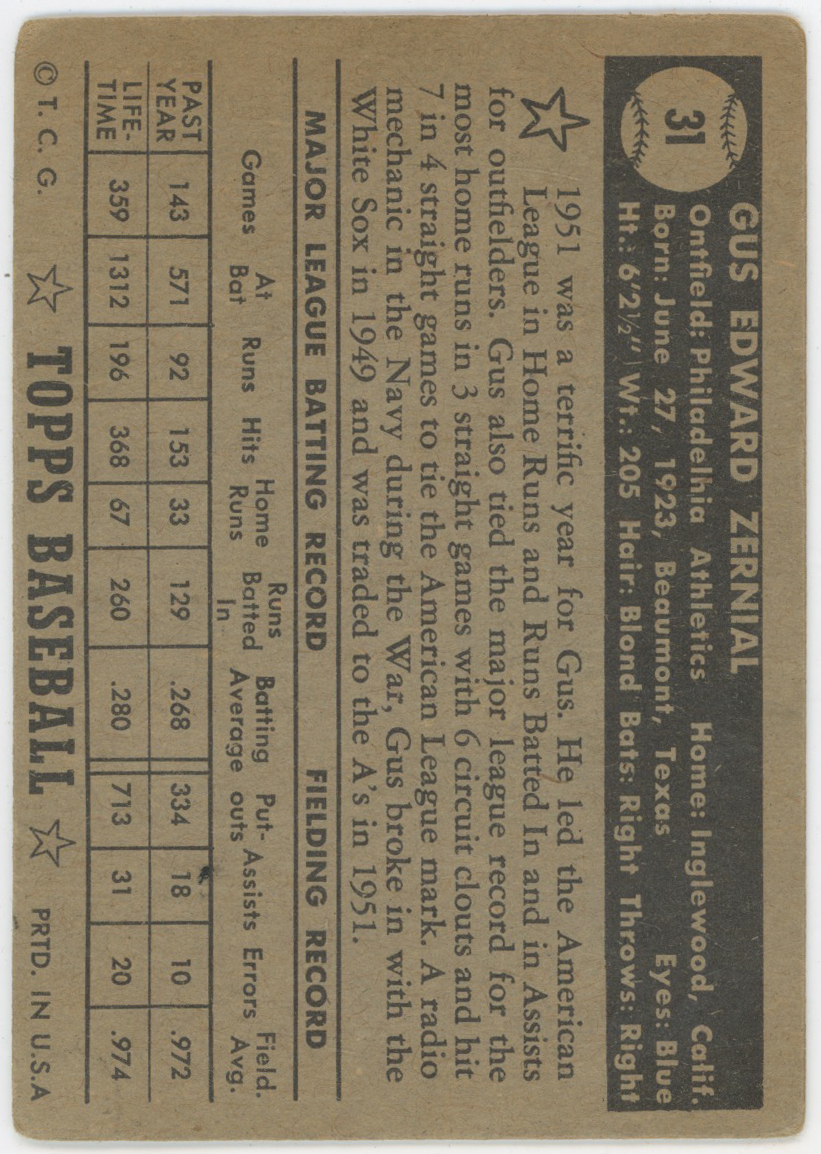 31
GUS EDWARD ZERNIAL
Ontfield: Philadelhia Athletics Home: Inglewood, Calif.
Born: June 27, 1923, Beaumont, Texas Eyes: Blue
Ht.: 6'2½" Wt.: 205 Hair: Blond Bats: Right Throws: Right
1951 was a terrific year for Gus. He led the American
League in Home Runs and Runs Batted In and in Assists
for outfielders. Gus also tied the major league record for the
most home runs in 3 straight games with 6 circuit clouts and hit
7 in 4 straight games to tie the American League mark. A radio
mechanic in the Navy during the War, Gus broke in with the
White Sox in 1949 and was traded to the A's in 1951.
MAJOR LEAGUE BATTING RECORD FIELDING RECORD
Games At Bat Runs Hits Home Runs Runs Batted In Batting Average Put-outs Assists Errors Field. Avg.
PAST YEAR 143 571 92 153 33 129 .268 334 18 10 .972
LIFE-TIME 359 1312 196 368 67 260 .280 713 31 20 .974
© T. C. G. TOPPS BASEBALL PRTD. IN U.S.A